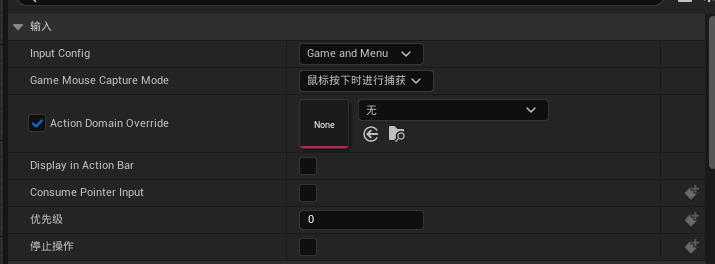 输入
Input Config
Game and Menu
Game Mouse Capture Mode
鼠标按下时进行捕获
Action Domain Override
None
无
Display in Action Bar
Consume Pointer Input
优先级
0
停止操作